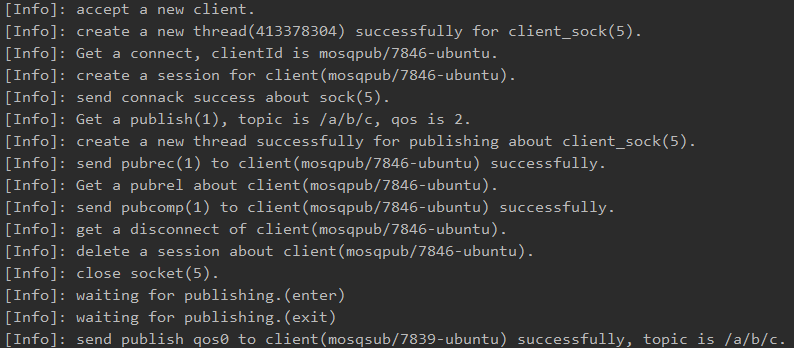 [Info]: accept a new client.
[Info]: create a new thread(413378304) successfully for client_sock(5).
[Info]: Get a connect, clientId is mosqpub/7846-ubuntu.
[Info]: create a session for client(mosqpub/7846-ubuntu).
[Info]: send connack success about sock(5).
[Info]: Get a publish(1), topic is /a/b/c, qos is 2.
[Info]: create a new thread successfully for publishing about client_sock(5).
[Info]: send pubrec(1) to client(mosqpub/7846-ubuntu) successfully.
[Info]: Get a pubrel about client(mosqpub/7846-ubuntu).
[Info]: send pubcomp(1) to client(mosqpub/7846-ubuntu) successfully.
[Info]: get a disconnect of client(mosqpub/7846-ubuntu).
[Info]: delete a session about client(mosqpub/7846-ubuntu).
[Info]: close socket(5).
[Info]: waiting for publishing.(enter)
[Info]: waiting for publishing.(exit)
[Info]: send publish qos0 to client(mosqsub/7839-ubuntu) successfully, topic is /a/b/c.